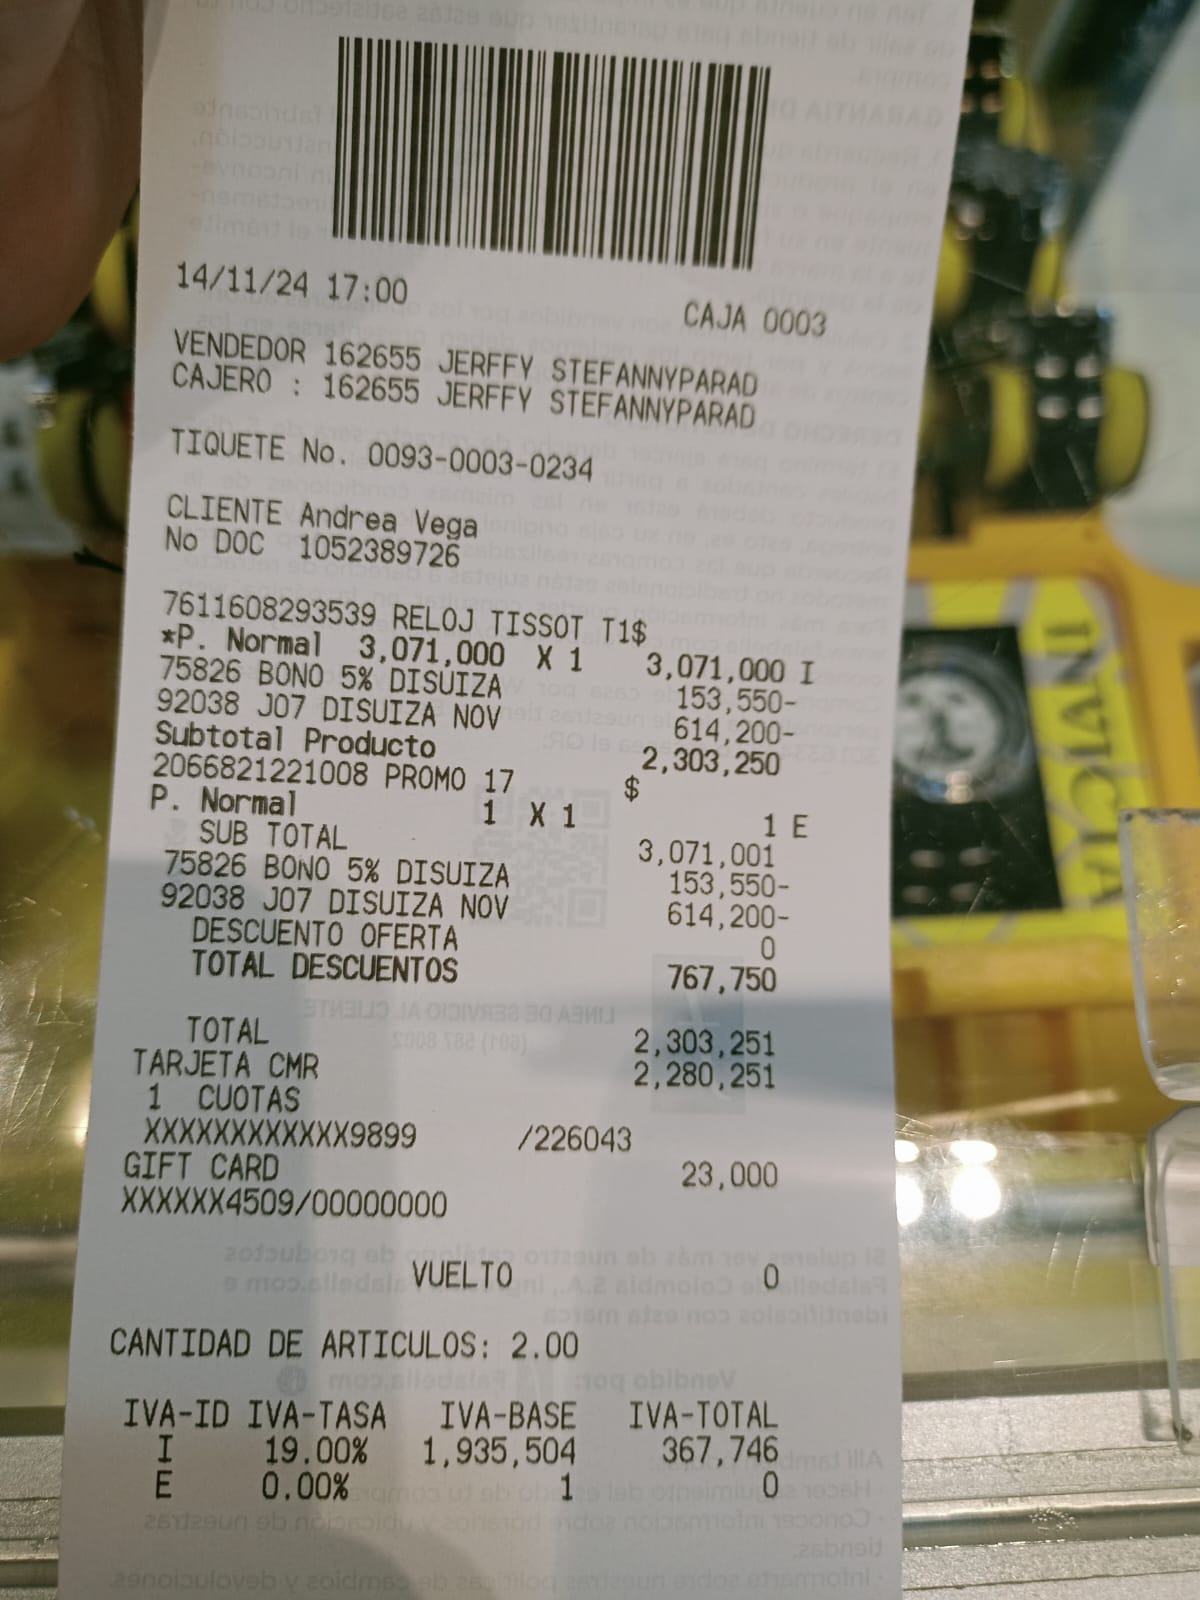 14/11/24 17:00 CAJA 0003
VENDEDOR 162655 JERFFY STEFANNYPARAD
CAJERO : 162655 JERFFY STEFANNYPARAD
TIQUETE No. 0093-0003-0234
CLIENTE Andrea Vega
No DOC 1052389726
7611608293539 RELOJ TISSOT T1$
*P. Normal 3,071,000 X 1 3,071,000 I
75826 BONO 5% DISUIZA 153,550-
92038 J07 DISUIZA NOV 614,200-
Subtotal Producto 2,303,250
2066821221008 PROMO 17 $
P. Normal 1 X 1 1 E
SUB TOTAL 3,071,001
75826 BONO 5% DISUIZA 153,550-
92038 J07 DISUIZA NOV 614,200-
DESCUENTO OFERTA 0
TOTAL DESCUENTOS 767,750
TOTAL 2,303,251
TARJETA CMR 2,280,251
1 CUOTAS
XXXXXXXXXXXX9899 /226043
GIFT CARD 23,000
XXXXXX4509/00000000
VUELTO 0
CANTIDAD DE ARTICULOS: 2.00
IVA-ID IVA-TASA IVA-BASE IVA-TOTAL
I 19.00% 1,935,504 367,746
E 0.00% 1 0
INVICTA